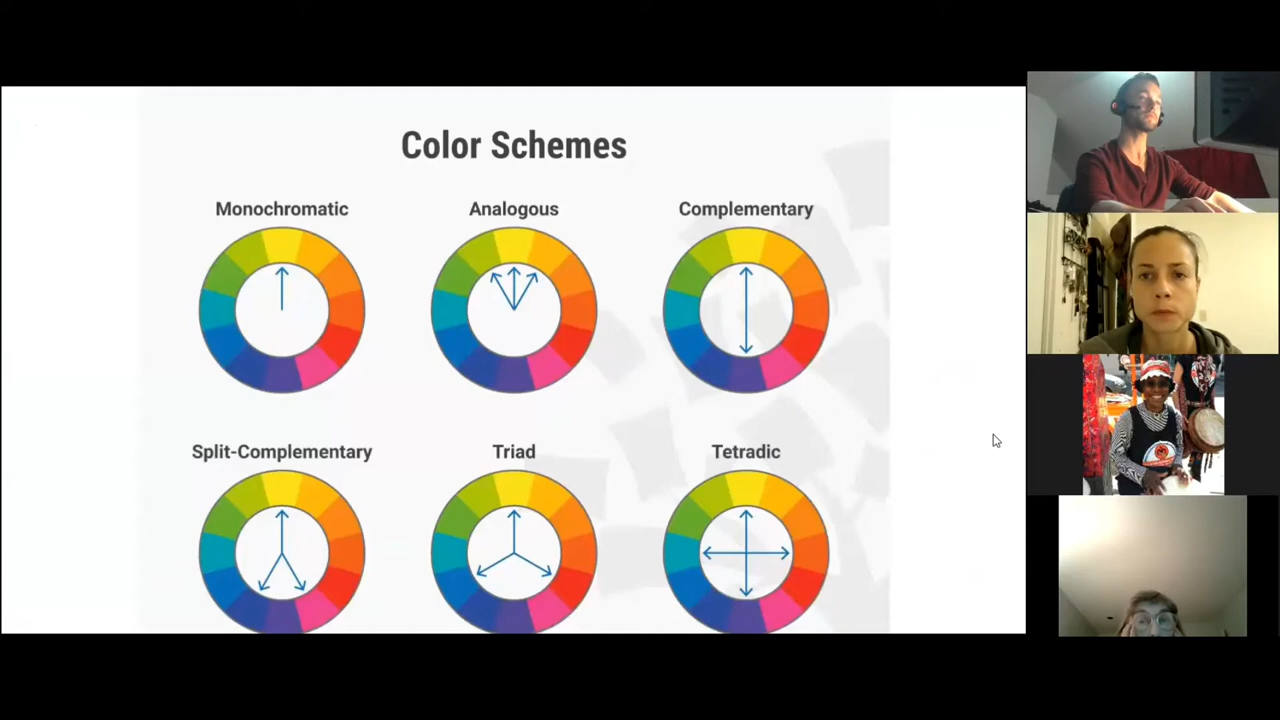 Color Schemes
Monochromatic
Analogous
Complementary
Split-Complementary
Triad
Tetradic